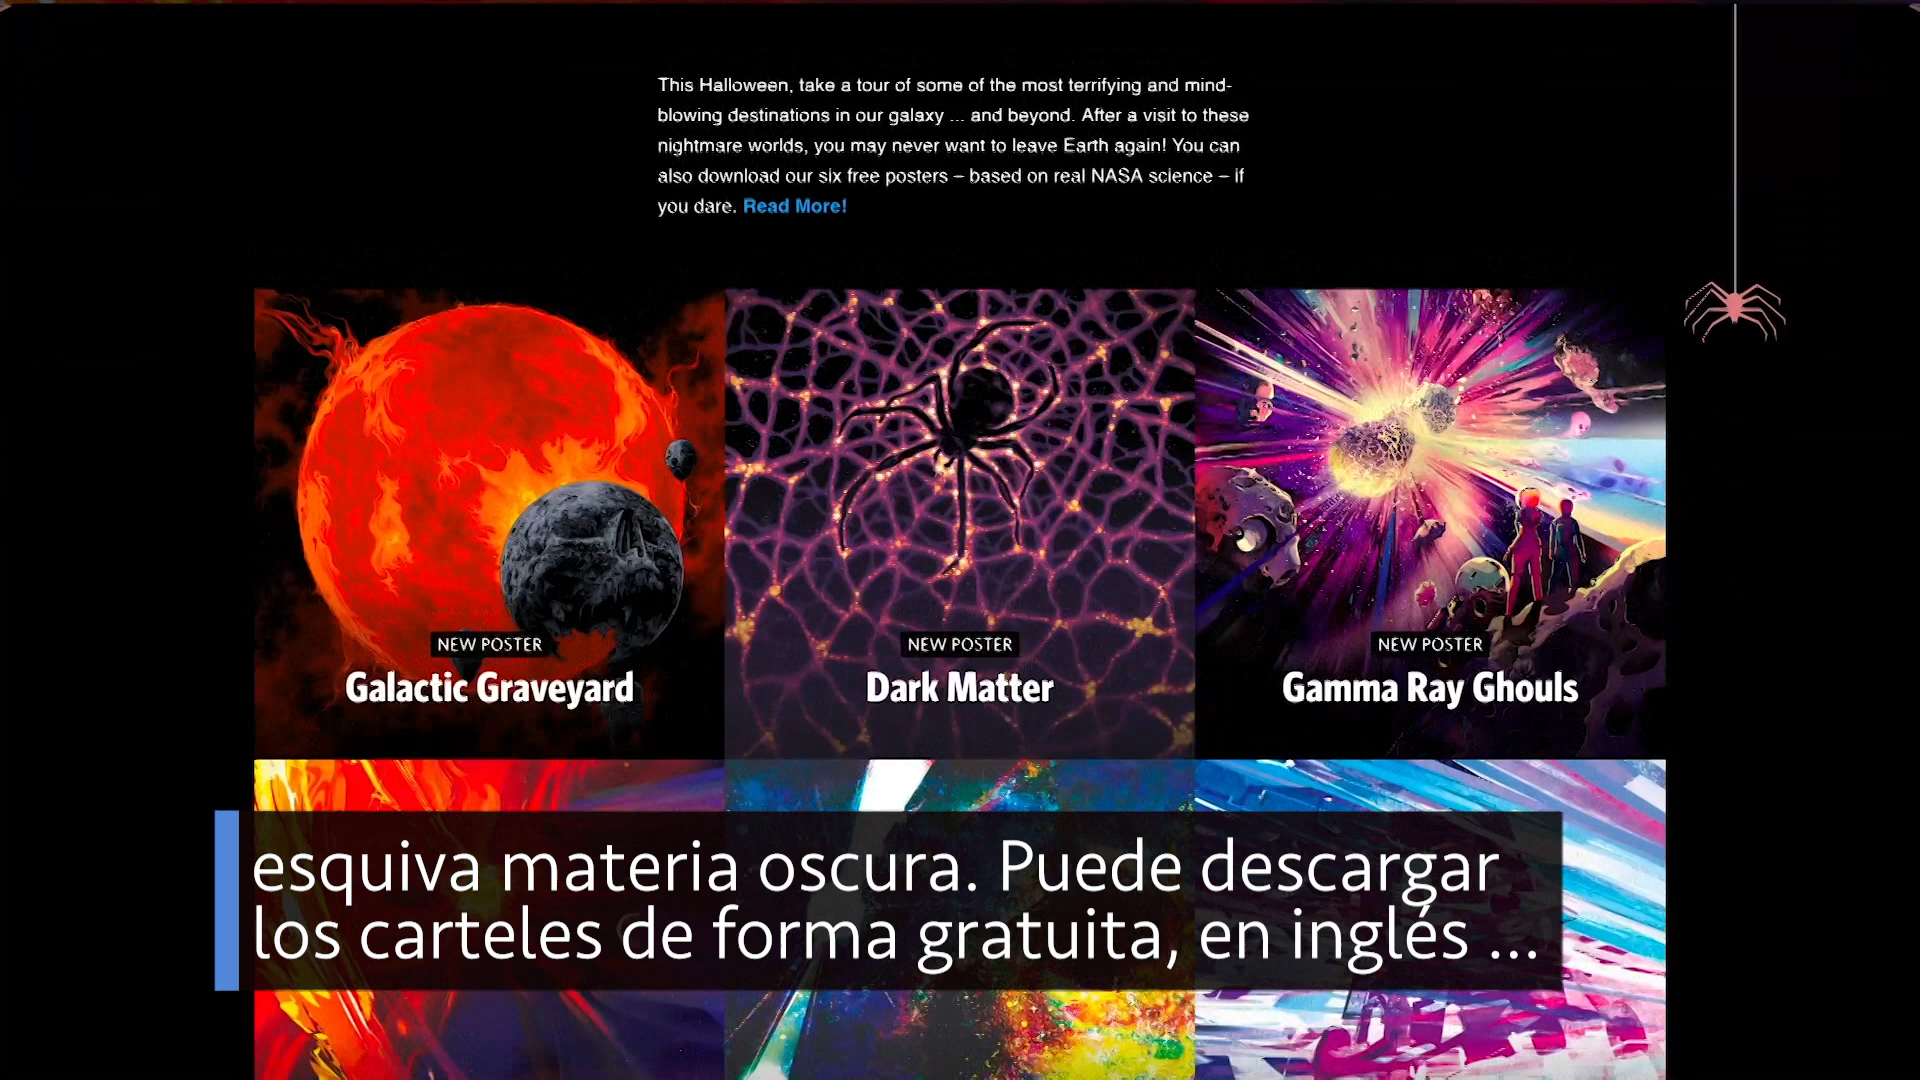 This Halloween, take a tour of some of the most terrifying and mind-
blowing destinations in our galaxy ... and beyond. After a visit to these
nightmare worlds, you may never want to leave Earth again! You can
also download our six free posters – based on real NASA science – if
you dare. Read More!
NEW POSTER
Galactic Graveyard
NEW POSTER
Dark Matter
NEW POSTER
Gamma Ray Ghouls
esquiva materia oscura. Puede descargar
los carteles de forma gratuita, en inglés ...